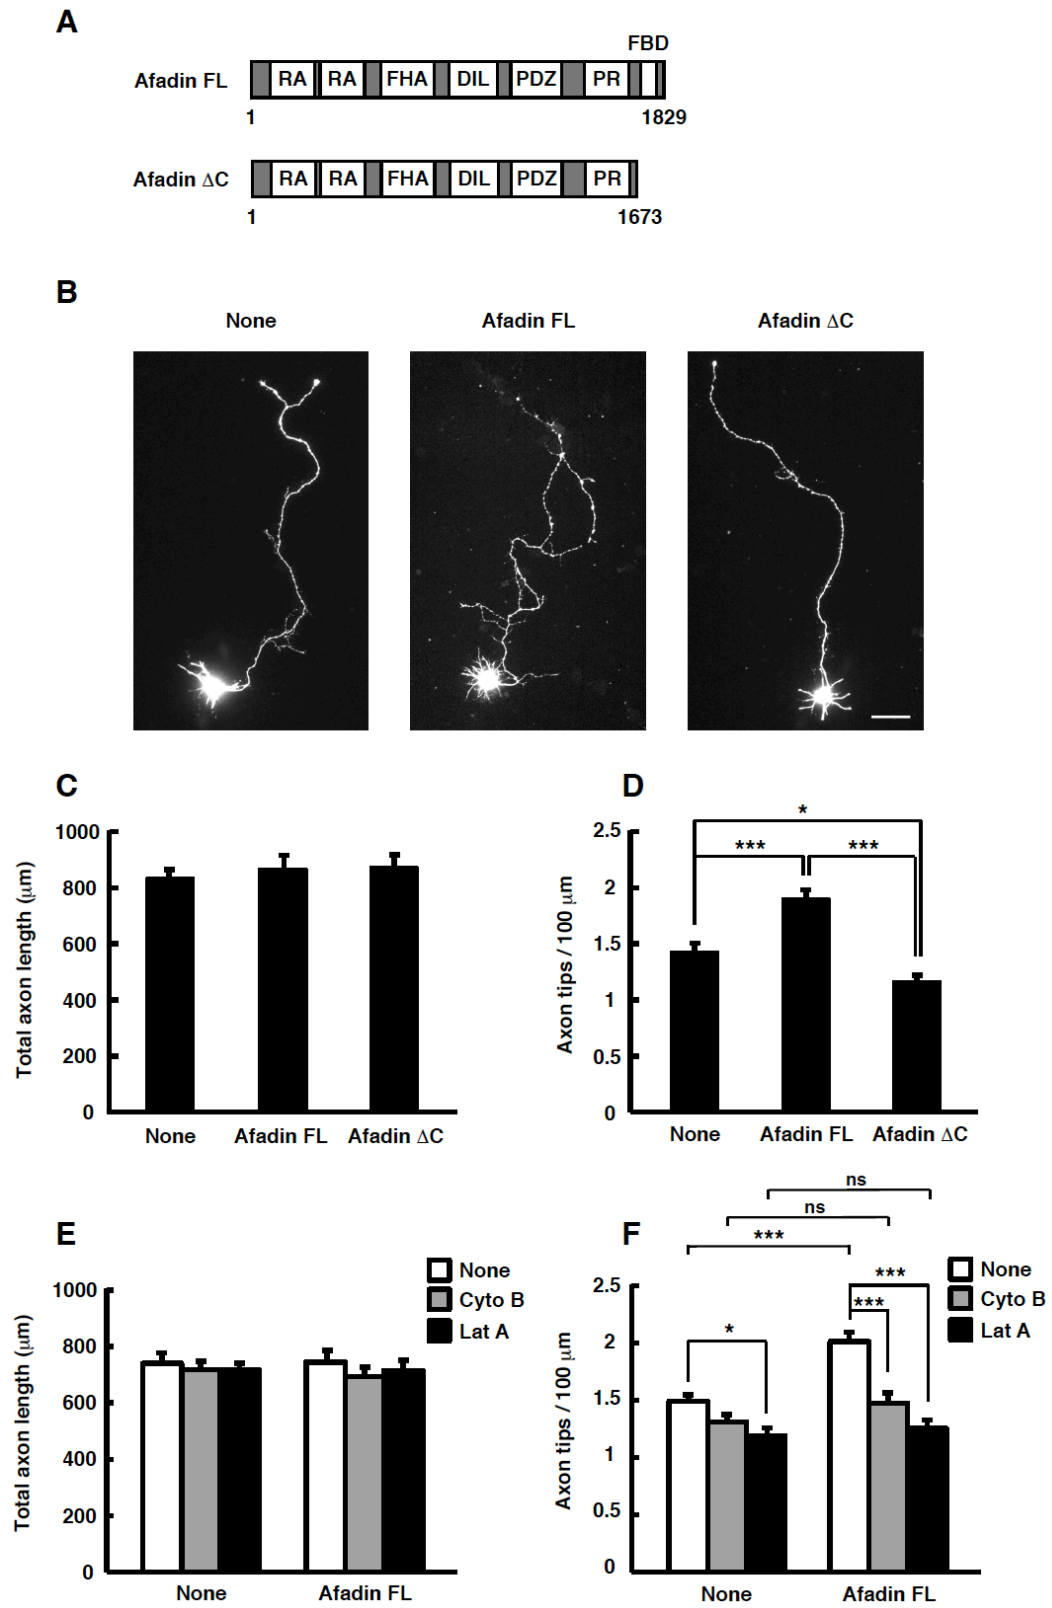 A
FBD
Afadin FL RA RA FHA DIL PDZ PR
1 1829
Afadin ΔC RA RA FHA DIL PDZ PR
1 1673
B
None Afadin FL Afadin ΔC
C
Total axon length (μm)
1000
800
600
400
200
0
None Afadin FL Afadin ΔC
D
Axon tips / 100 μm
2.5
2
1.5
1
0.5
0
*
*** ***
None Afadin FL Afadin ΔC
E
Total axon length (μm)
1000
800
600
400
200
0
None
Cyto B
Lat A
None Afadin FL
F
Axon tips / 100 μm
2.5
2
1.5
1
0.5
0
ns
ns
***
***
***
*
None
Cyto B
Lat A
None Afadin FL